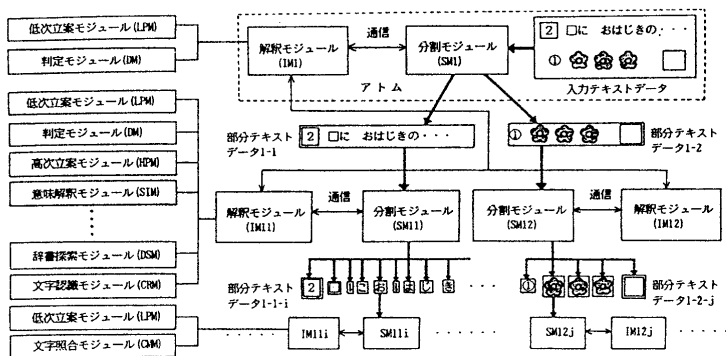 低次立案モジュール(LPM)
判定モジュール(DM)
解釈モジュール
(IM1)
通信
分割モジュール
(SM1)
2 □に おはじきの・・・
①
アトム
入力テキストデータ
低次立案モジュール(LPM)
判定モジュール(DM)
高次立案モジュール(HPM)
意味解釈モジュール(SIM)
辞書探索モジュール(DSM)
文字認識モジュール(CRM)
低次立案モジュール(LPM)
文字照合モジュール(CMM)
部分テキスト
データ1-1
2 □に おはじきの・・・
①
部分テキスト
データ1-2
解釈モジュール
(IM11)
通信
分割モジュール
(SM11)
分割モジュール
(SM12)
通信
解釈モジュール
(IM12)
部分テキスト
データ1-1-i
2 □ に お は じ き
①
部分テキスト
データ1-2-j
IM11i
SM11i
SM12j
IM12j